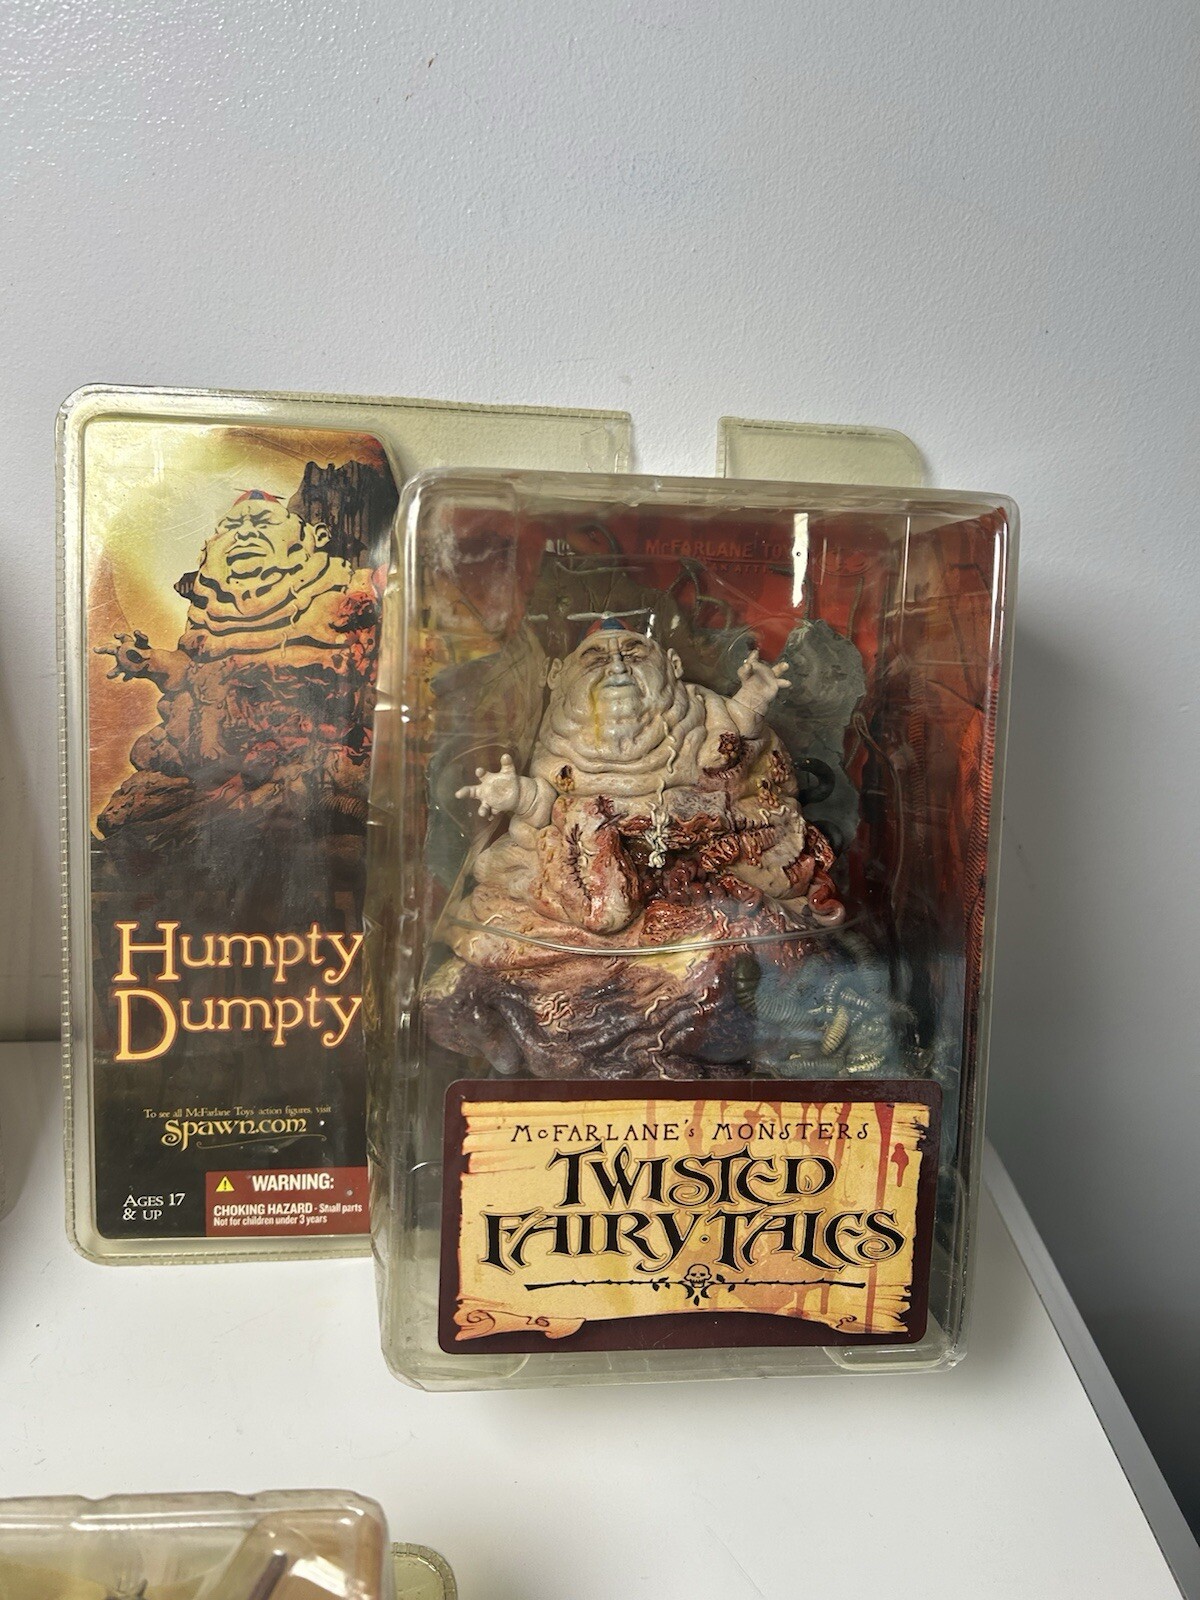 McFARLANE TOY
Humpty
Dumpty
To see all McFarlane Toys action figures, visit
Spawn.com
AGES 17
& UP
WARNING:
CHOKING HAZARD - Small parts
Not for children under 3 years
McFARLANE's MONSTERS
TWISTED
FAIRY·TALES